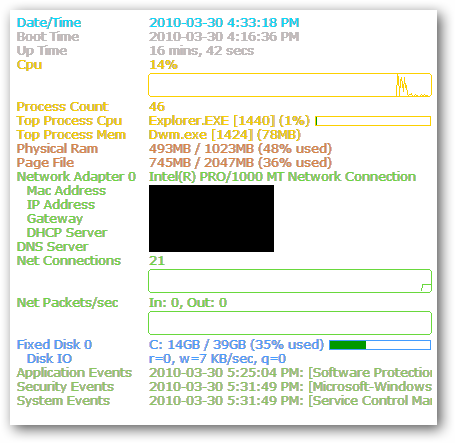 Date/Time 2010-03-30 4:33:18 PM
Boot Time 2010-03-30 4:16:36 PM
Up Time 16 mins, 42 secs
Cpu 14%
Process Count 46
Top Process Cpu Explorer.EXE [1440] (1%)
Top Process Mem Dwm.exe [1424] (78MB)
Physical Ram 493MB / 1023MB (48% used)
Page File 745MB / 2047MB (36% used)
Network Adapter 0 Intel(R) PRO/1000 MT Network Connection
Mac Address
IP Address
Gateway
DHCP Server
DNS Server
Net Connections 21
Net Packets/sec In: 0, Out: 0
Fixed Disk 0 C: 14GB / 39GB (35% used)
Disk IO r=0, w=7 KB/sec, q=0
Application Events 2010-03-30 5:25:04 PM: [Software Protection
Security Events 2010-03-30 5:31:49 PM: [Microsoft-Windows
System Events 2010-03-30 5:31:49 PM: [Service Control Ma